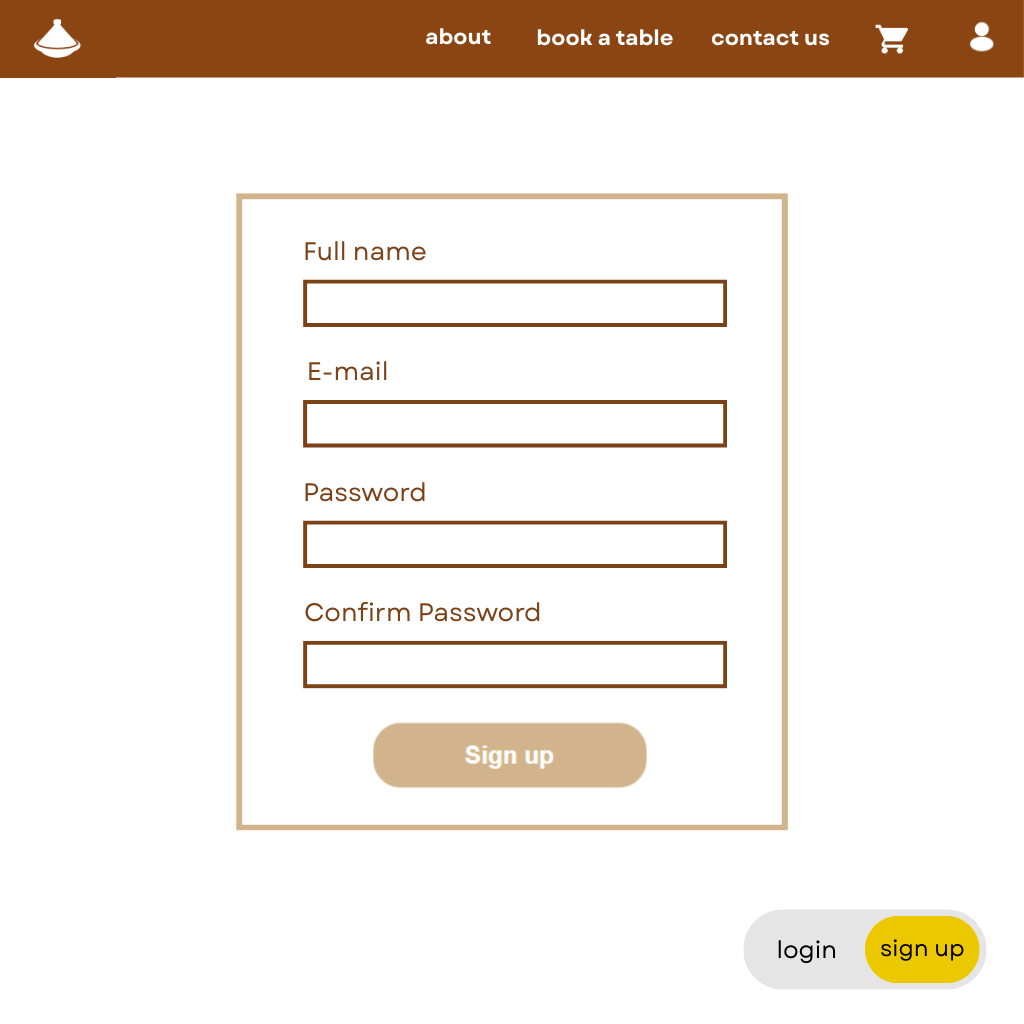 about
book a table
contact us
Full name
E-mail
Password
Confirm Password
Sign up
login
sign up